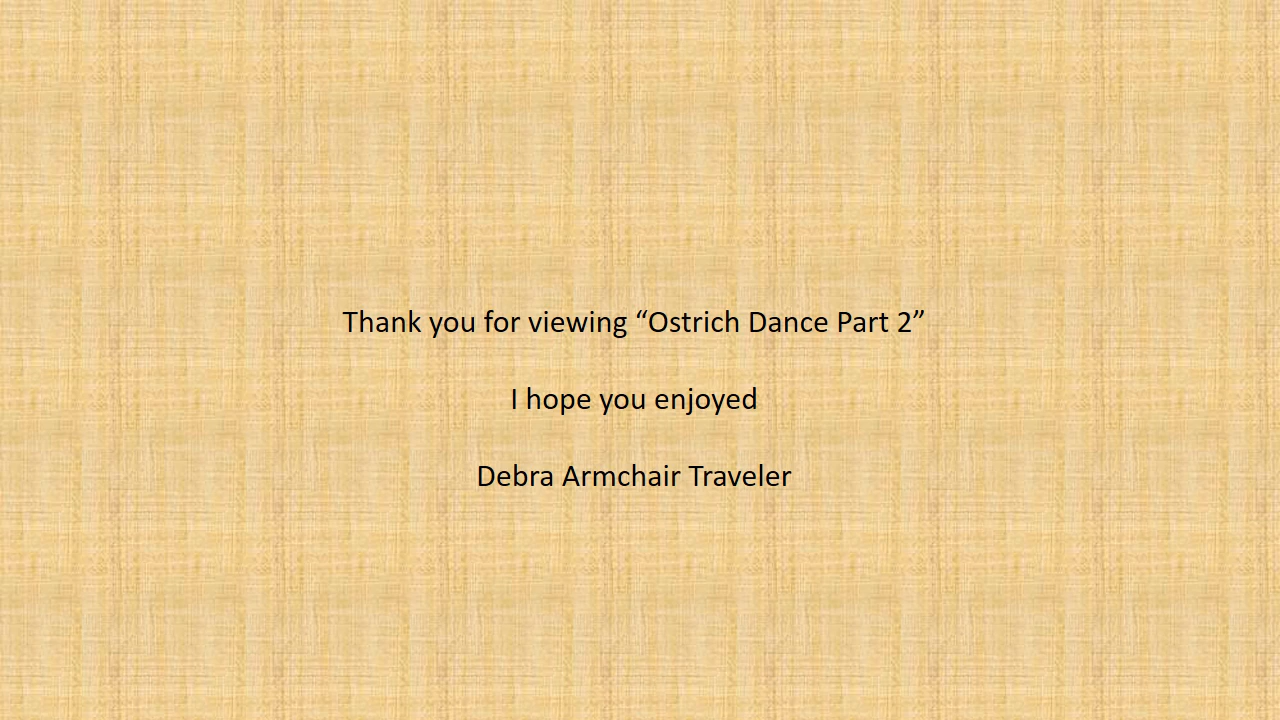 Thank you for viewing “Ostrich Dance Part 2”
I hope you enjoyed
Debra Armchair Traveler